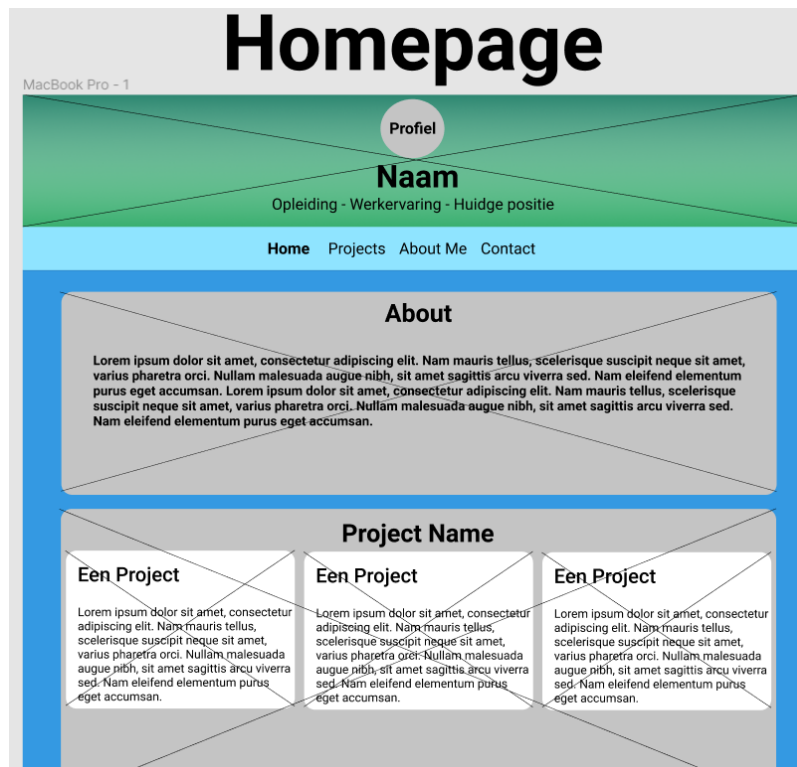 Homepage
MacBook Pro - 1
Profiel
Naam
Opleiding - Werkervaring - Huidge positie
Home Projects About Me Contact
About
Lorem ipsum dolor sit amet, consectetur adipiscing elit. Nam mauris tellus, scelerisque suscipit neque sit amet,
varius pharetra orci. Nullam malesuada augue nibh, sit amet sagittis arcu viverra sed. Nam eleifend elementum
purus eget accumsan. Lorem ipsum dolor sit amet, consectetur adipiscing elit. Nam mauris tellus, scelerisque
suscipit neque sit amet, varius pharetra orci. Nullam malesuada augue nibh, sit amet sagittis arcu viverra sed.
Nam eleifend elementum purus eget accumsan.
Project Name
Een Project
Lorem ipsum dolor sit amet, consectetur
adipiscing elit. Nam mauris tellus,
scelerisque suscipit neque sit amet,
varius pharetra orci. Nullam malesuada
augue nibh, sit amet sagittis arcu viverra
sed. Nam eleifend elementum purus
eget accumsan.
Een Project
Lorem ipsum dolor sit amet, consectetur
adipiscing elit. Nam mauris tellus,
scelerisque suscipit neque sit amet,
varius pharetra orci. Nullam malesuada
augue nibh, sit amet sagittis arcu viverra
sed. Nam eleifend elementum purus
eget accumsan.
Een Project
Lorem ipsum dolor sit amet, consectetur
adipiscing elit. Nam mauris tellus,
scelerisque suscipit neque sit amet,
varius pharetra orci. Nullam malesuada
augue nibh, sit amet sagittis arcu viverra
sed. Nam eleifend elementum purus
eget accumsan.